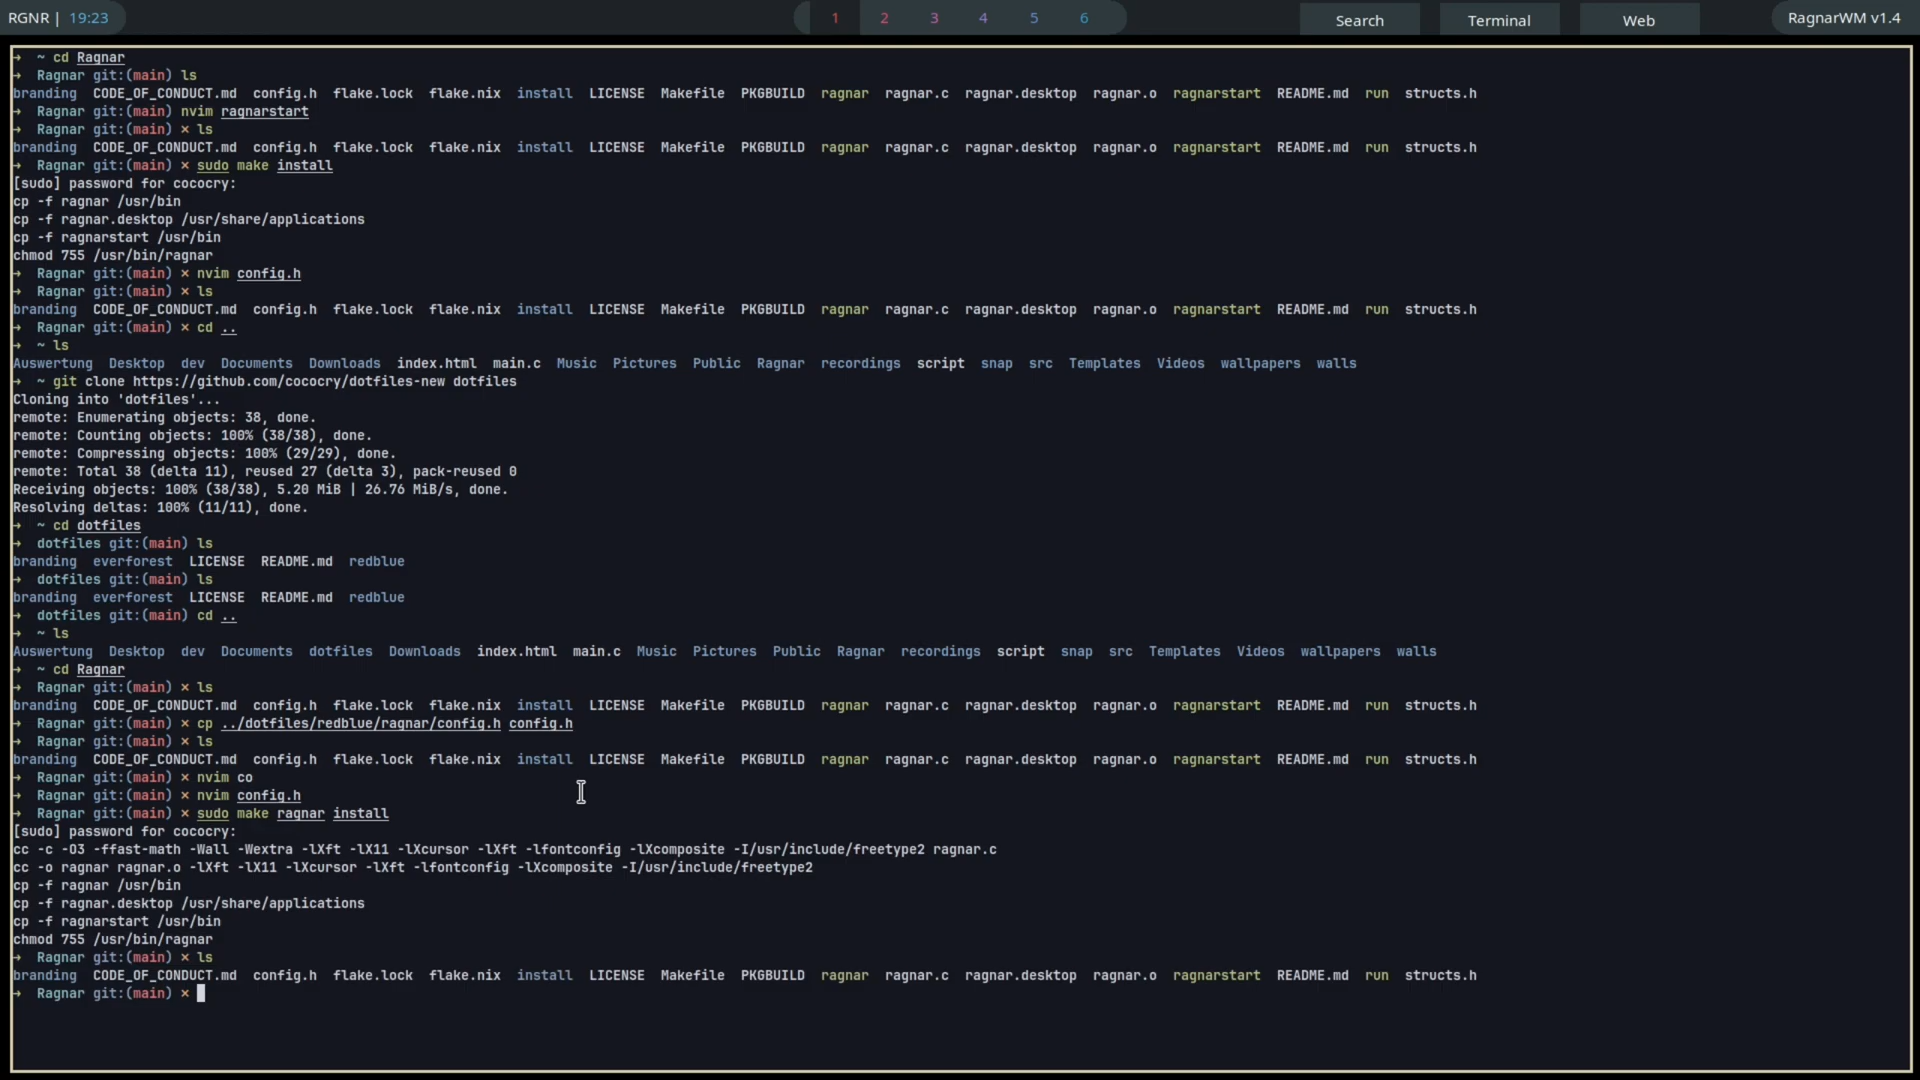 RGNR | 19:23 1 2 3 4 5 6 Search Terminal Web RagnarWM v1.4
→ ~ cd Ragnar
→ Ragnar git:(main) ls
branding CODE_OF_CONDUCT.md config.h flake.lock flake.nix install LICENSE Makefile PKGBUILD ragnar ragnar.c ragnar.desktop ragnar.o ragnarstart README.md run structs.h
→ Ragnar git:(main) nvim ragnarstart
→ Ragnar git:(main) × ls
branding CODE_OF_CONDUCT.md config.h flake.lock flake.nix install LICENSE Makefile PKGBUILD ragnar ragnar.c ragnar.desktop ragnar.o ragnarstart README.md run structs.h
→ Ragnar git:(main) × sudo make install
[sudo] password for cococry:
cp -f ragnar /usr/bin
cp -f ragnar.desktop /usr/share/applications
cp -f ragnarstart /usr/bin
chmod 755 /usr/bin/ragnar
→ Ragnar git:(main) × nvim config.h
→ Ragnar git:(main) × ls
branding CODE_OF_CONDUCT.md config.h flake.lock flake.nix install LICENSE Makefile PKGBUILD ragnar ragnar.c ragnar.desktop ragnar.o ragnarstart README.md run structs.h
→ Ragnar git:(main) × cd ..
→ ~ ls
Auswertung Desktop dev Documents Downloads index.html main.c Music Pictures Public Ragnar recordings script snap src Templates Videos wallpapers walls
→ ~ git clone https://github.com/cococry/dotfiles-new dotfiles
Cloning into 'dotfiles'...
remote: Enumerating objects: 38, done.
remote: Counting objects: 100% (38/38), done.
remote: Compressing objects: 100% (29/29), done.
remote: Total 38 (delta 11), reused 27 (delta 3), pack-reused 0
Receiving objects: 100% (38/38), 5.20 MiB | 26.76 MiB/s, done.
Resolving deltas: 100% (11/11), done.
→ ~ cd dotfiles
→ dotfiles git:(main) ls
branding everforest LICENSE README.md redblue
→ dotfiles git:(main) ls
branding everforest LICENSE README.md redblue
→ dotfiles git:(main) cd ..
→ ~ ls
Auswertung Desktop dev Documents dotfiles Downloads index.html main.c Music Pictures Public Ragnar recordings script snap src Templates Videos wallpapers walls
→ ~ cd Ragnar
→ Ragnar git:(main) × ls
branding CODE_OF_CONDUCT.md config.h flake.lock flake.nix install LICENSE Makefile PKGBUILD ragnar ragnar.c ragnar.desktop ragnar.o ragnarstart README.md run structs.h
→ Ragnar git:(main) × cp ../dotfiles/redblue/ragnar/config.h config.h
→ Ragnar git:(main) × ls
branding CODE_OF_CONDUCT.md config.h flake.lock flake.nix install LICENSE Makefile PKGBUILD ragnar ragnar.c ragnar.desktop ragnar.o ragnarstart README.md run structs.h
→ Ragnar git:(main) × nvim co
→ Ragnar git:(main) × nvim config.h
→ Ragnar git:(main) × sudo make ragnar install
[sudo] password for cococry:
cc -c -O3 -ffast-math -Wall -Wextra -lXft -lX11 -lXcursor -lXft -lfontconfig -lXcomposite -I/usr/include/freetype2 ragnar.c
cc -o ragnar ragnar.o -lXft -lX11 -lXcursor -lXft -lfontconfig -lXcomposite -I/usr/include/freetype2
cp -f ragnar /usr/bin
cp -f ragnar.desktop /usr/share/applications
cp -f ragnarstart /usr/bin
chmod 755 /usr/bin/ragnar
→ Ragnar git:(main) × ls
branding CODE_OF_CONDUCT.md config.h flake.lock flake.nix install LICENSE Makefile PKGBUILD ragnar ragnar.c ragnar.desktop ragnar.o ragnarstart README.md run structs.h
→ Ragnar git:(main) ×